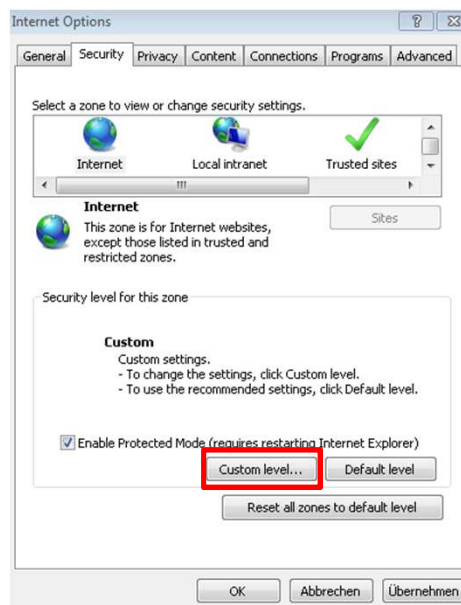 Internet Options
General Security Privacy Content Connections Programs Advanced
Select a zone to view or change security settings.
Internet Local intranet Trusted sites
Internet
Sites
This zone is for Internet websites,
except those listed in trusted and
restricted zones.
Security level for this zone
Custom
Custom settings.
- To change the settings, click Custom level.
- To use the recommended settings, click Default level.
Enable Protected Mode (requires restarting Internet Explorer)
Custom level... Default level
Reset all zones to default level
OK Abbrechen Übernehmen